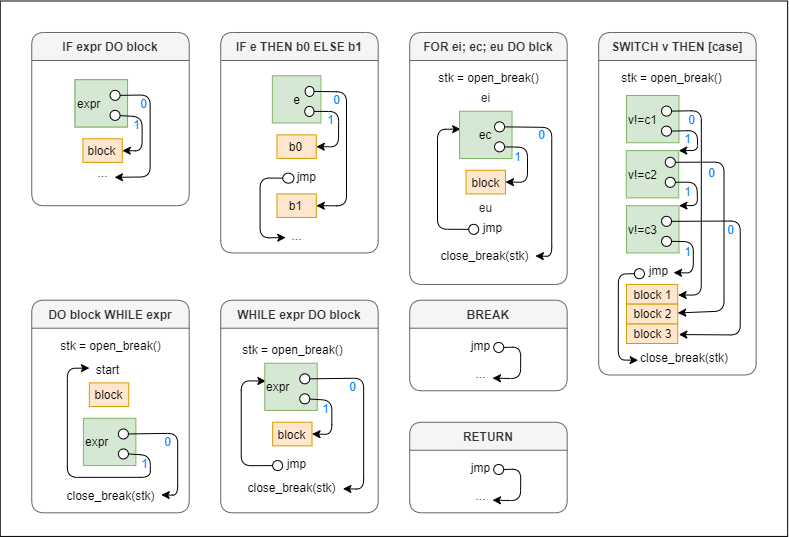 IF expr DO block
expr
0
1
block
...
IF e THEN b0 ELSE b1
e
0
1
b0
jmp
b1
...
FOR ei; ec; eu DO blck
stk = open_break()
ei
ec
0
1
block
eu
jmp
close_break(stk)
SWITCH v THEN [case]
stk = open_break()
v!=c1
0
1
v!=c2
0
1
v!=c3
0
1
jmp
block 1
block 2
block 3
close_break(stk)
DO block WHILE expr
stk = open_break()
start
block
expr
0
1
close_break(stk)
WHILE expr DO block
stk = open_break()
expr
0
1
block
jmp
close_break(stk)
BREAK
jmp
...
RETURN
jmp
...